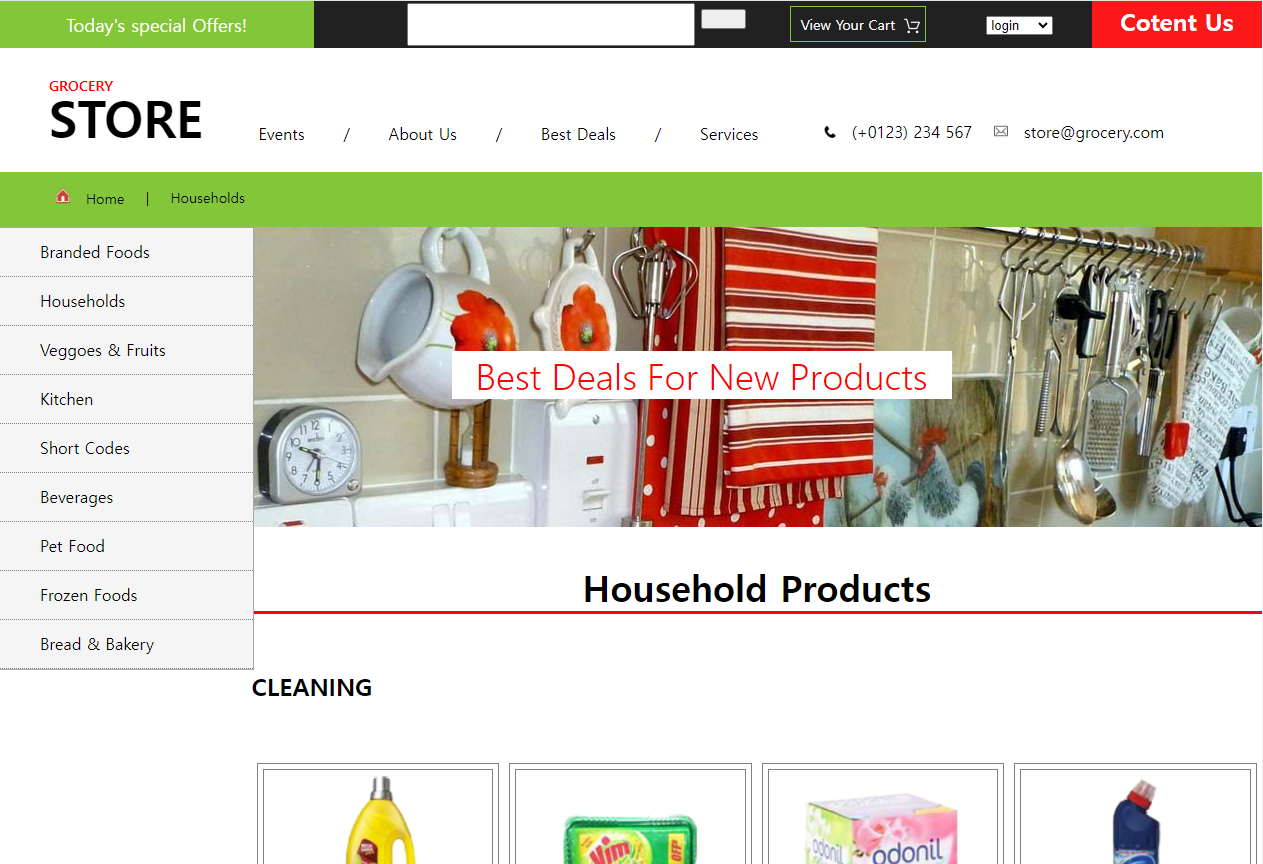 Today's special Offers!
View Your Cart
login
Cotent Us
GROCERY
STORE
Events / About Us / Best Deals / Services
(+0123) 234 567
store@grocery.com
Home | Households
Branded Foods
Households
Veggoes & Fruits
Kitchen
Short Codes
Beverages
Pet Food
Frozen Foods
Bread & Bakery
Best Deals For New Products
Household Products
CLEANING
Vim
OFF
odonil
odonil